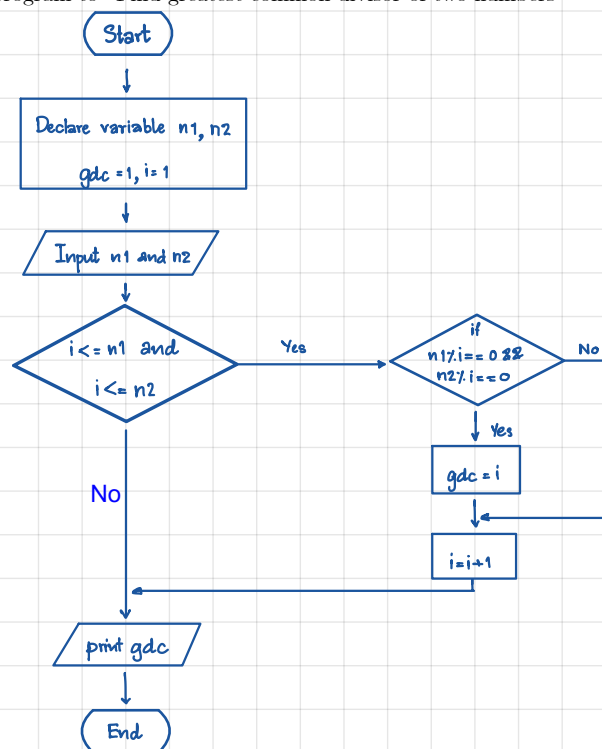 Start
Declare variable n1, n2
gdc = 1, i = 1
Input n1 and n2
i <= n1 and
i <= n2
Yes
if
n1%i == 0 &&
n2%i == 0
No
Yes
gdc = i
No
i = i+1
print gdc
End